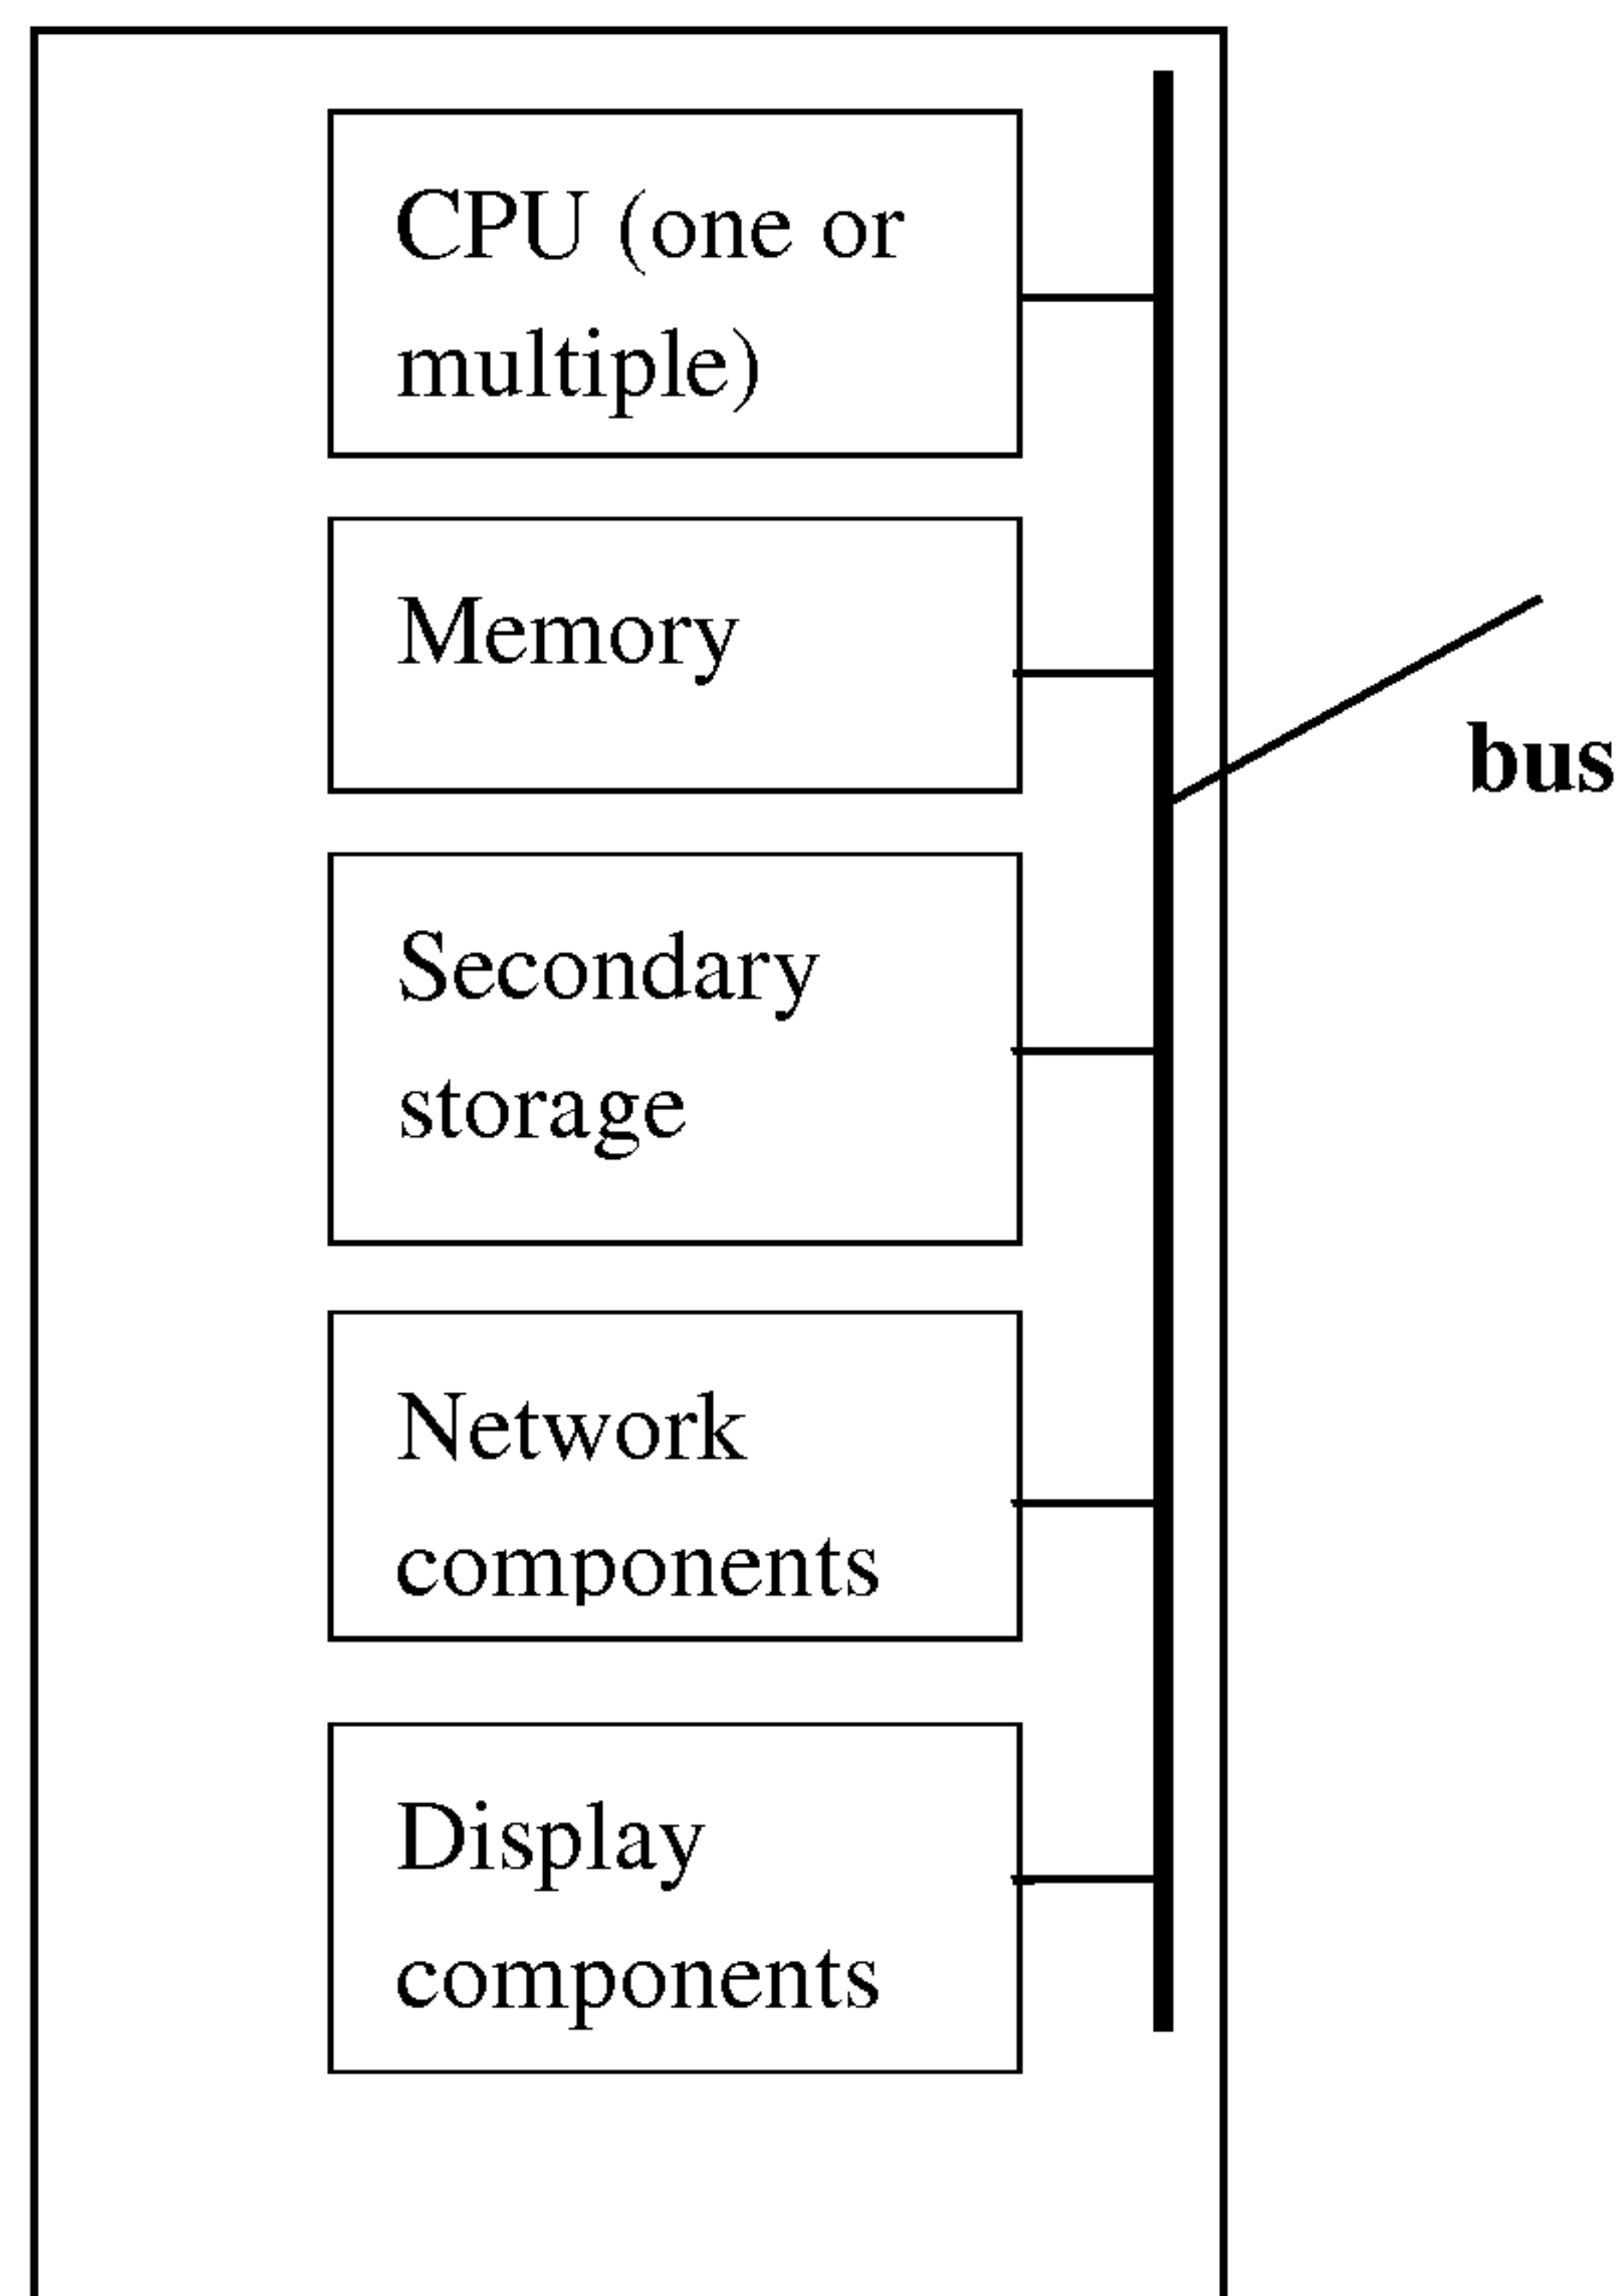 CPU (one or
multiple)
Memory
bus
Secondary
storage
Network
components
Display
components